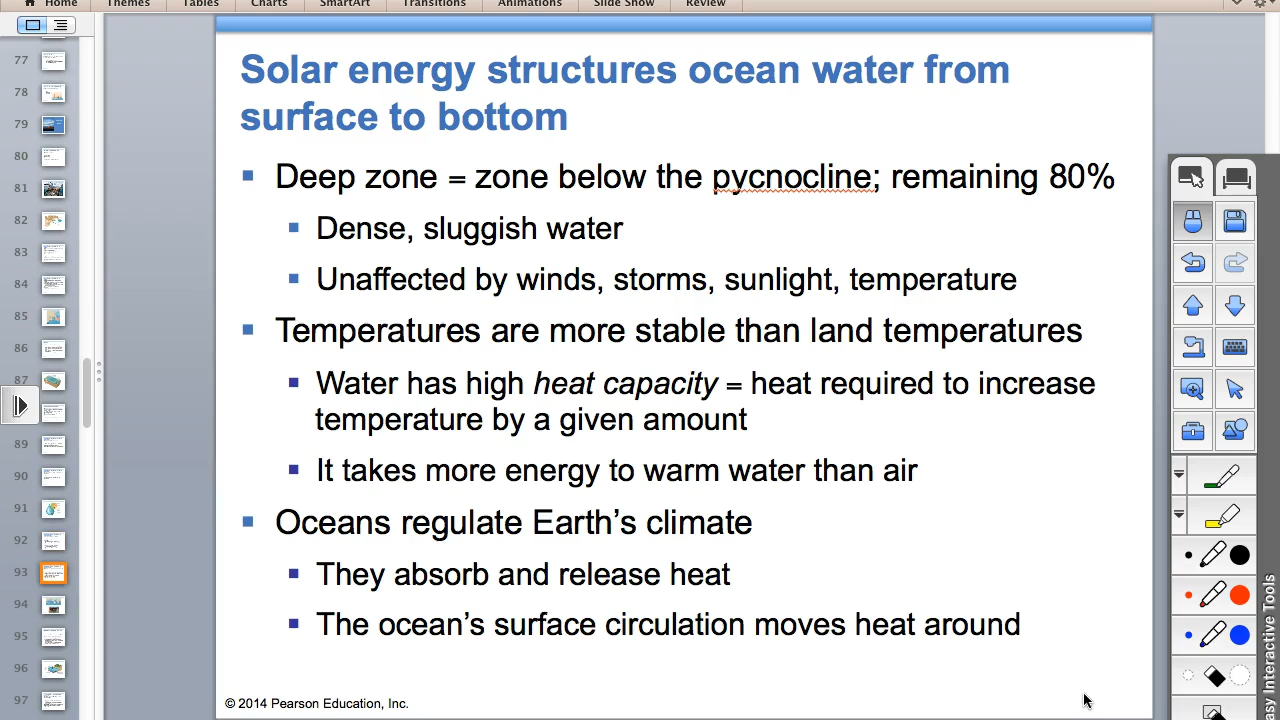 Home Themes Tables Charts SmartArt Transitions Animations Slide Show Review
77
78
79
80
81
82
83
84
85
86
87
89
90
91
92
93
94
95
96
97
Solar energy structures ocean water from
surface to bottom
Deep zone = zone below the pycnocline; remaining 80%
Dense, sluggish water
Unaffected by winds, storms, sunlight, temperature
Temperatures are more stable than land temperatures
Water has high heat capacity = heat required to increase
temperature by a given amount
It takes more energy to warm water than air
Oceans regulate Earth’s climate
They absorb and release heat
The ocean’s surface circulation moves heat around
© 2014 Pearson Education, Inc.
Interactive Tools